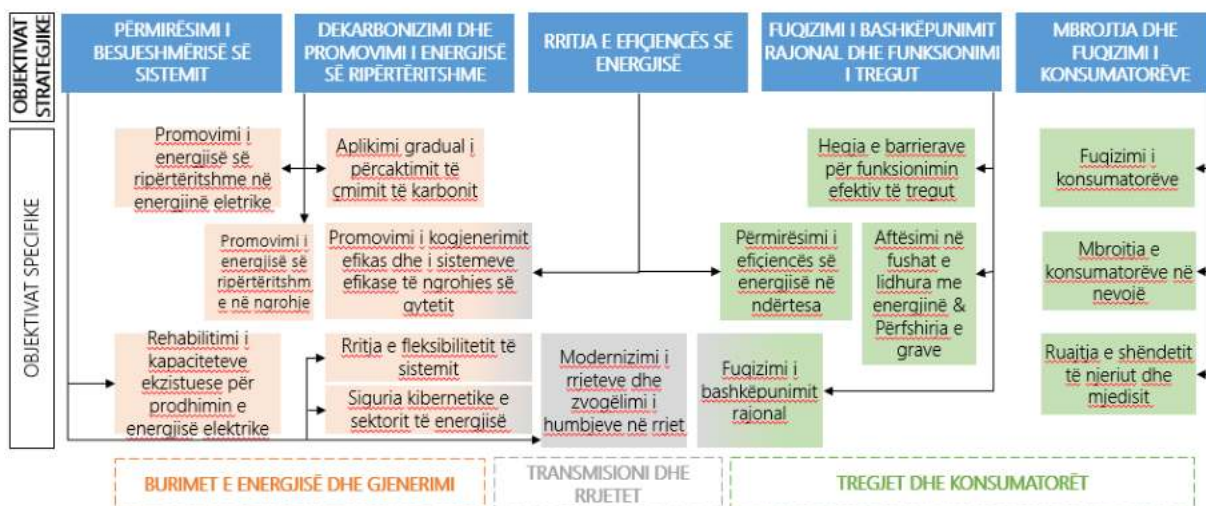 OBJEKTIVAT
STRATEGJIKE
PËRMIRËSIMI I
BESUESHMËRISË SË
SISTEMIT
DEKARBONIZIMI DHE
PROMOVIMI I ENERGJISË
SË RIPËRTËRITSHME
RRITJA E EFIÇIENCËS SË
ENERGJISË
FUQIZIMI I BASHKËPUNIMIT
RAJONAL DHE FUNKSIONIMI
I TREGUT
MBROJTJA DHE
FUQIZIMI I
KONSUMATORËVE
OBJEKTIVAT SPECIFIKE
Promovimi i
energjisë së
ripërtëritshme në
energjinë eletrike
Aplikimi gradual i
përcaktimit të
çmimit të karbonit
Heqja e barrierave
për funksionimin
efektiv të tregut
Fuqizimi i
konsumatorëve
Promovimi i
energjisë së
ripërtëritshm
e në ngrohje
Promovimi i kogjenerimit
efikas dhe i sistemeve
efikase të ngrohjes së
qytetit
Përmirësimi i
efiçiencës së
energjisë në
ndërtesa
Aftësimi në
fushat e
lidhura me
energjinë &
Përfshirja e
grave
Mbrojtja e
konsumatorëve në
nevojë
Rehabilitimi i
kapaciteteve
ekzistuese për
prodhimin e
energjisë elektrike
Rritja e fleksibilitetit të
sistemit
Siguria kibernetike e
sektorit të energjisë
Modernizimi i
rrjeteve dhe
zvogëlimi i
humbjeve në rrjet
Fuqizimi i
bashkëpunimit
rajonal
Ruajtja e shëndetit
të njeriut dhe
mjedisit
BURIMET E ENERGJISË DHE GJENERIMI
TRANSMISIONI DHE
RRJETET
TREGJET DHE KONSUMATORËT